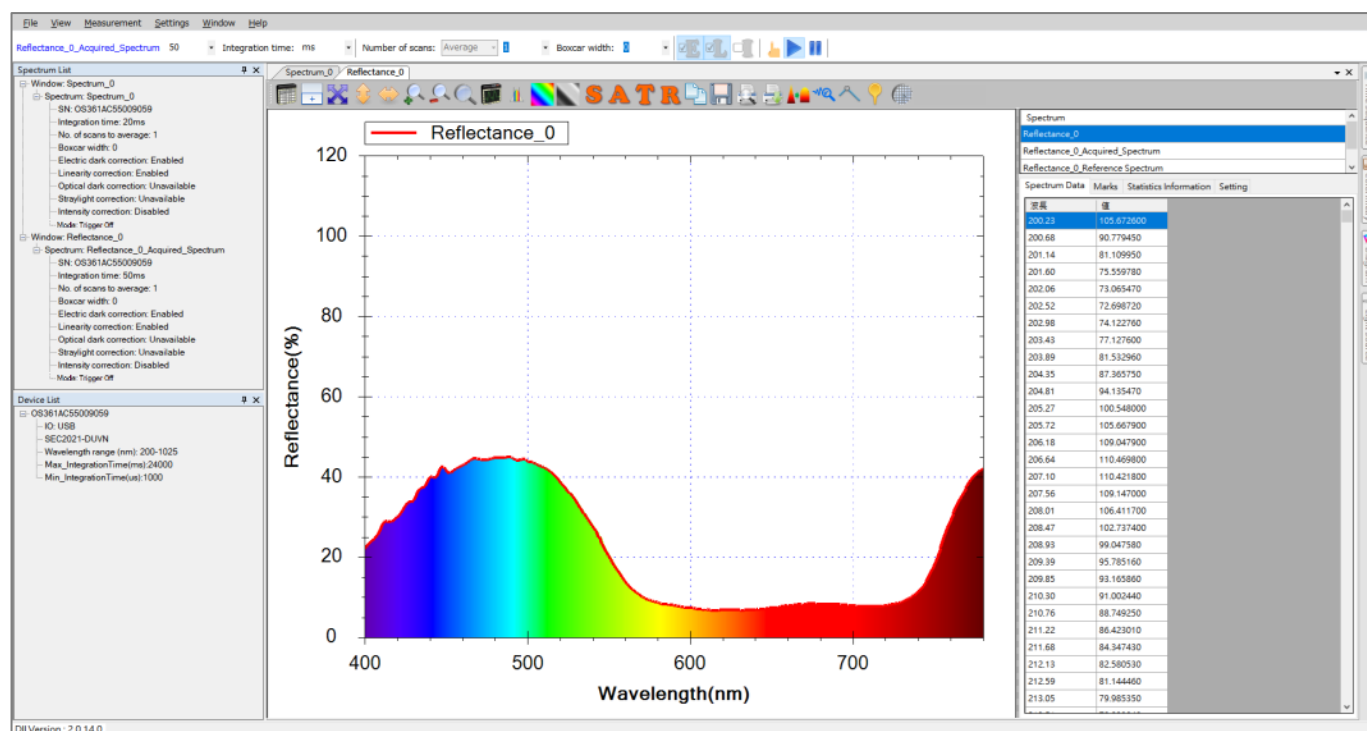 File View Measurement Settings Window Help
Reflectance_0_Acquired_Spectrum 50 Integration time: ms Number of scans: Average 1 Boxcar width: 0
Spectrum List
Window: Spectrum_0
Spectrum: Spectrum_0
SN: OS361AC55009059
Integration time: 20ms
No. of scans to average: 1
Boxcar width: 0
Electric dark correction: Enabled
Linearity correction: Enabled
Optical dark correction: Unavailable
Straylight correction: Unavailable
Intensity correction: Disabled
Mode: Trigger Off
Window: Reflectance_0
Spectrum: Reflectance_0_Acquired_Spectrum
SN: OS361AC55009059
Integration time: 50ms
No. of scans to average: 1
Boxcar width: 0
Electric dark correction: Enabled
Linearity correction: Enabled
Optical dark correction: Unavailable
Straylight correction: Unavailable
Intensity correction: Disabled
Mode: Trigger Off
Device List
OS361AC55009059
IO: USB
SEC2021-DUVN
Wavelength range (nm): 200-1025
Max_IntegrationTime(ms):24000
Min_IntegrationTime(us):1000
Spectrum_0 Reflectance_0
S A T R
Reflectance_0
120
100
80
60
40
20
0
Reflectance(%)
400 500 600 700
Wavelength(nm)
Spectrum
Reflectance_0
Reflectance_0_Acquired_Spectrum
Reflectance_0_Reference Spectrum
Spectrum Data Marks Statistics Information Setting
波長 值
200.23 105.672600
200.68 90.779450
201.14 81.109950
201.60 75.559780
202.06 73.065470
202.52 72.698720
202.98 74.122760
203.43 77.127600
203.89 81.532960
204.35 87.365750
204.81 94.135470
205.27 100.548000
205.72 105.667900
206.18 109.047900
206.64 110.469800
207.10 110.421800
207.56 109.147000
208.01 106.411700
208.47 102.737400
208.93 99.047580
209.39 95.785160
209.85 93.165860
210.30 91.002440
210.76 88.749250
211.22 86.423010
211.68 84.347430
212.13 82.580530
212.59 81.144460
213.05 79.985350
Dll Version : 2.0.14.0